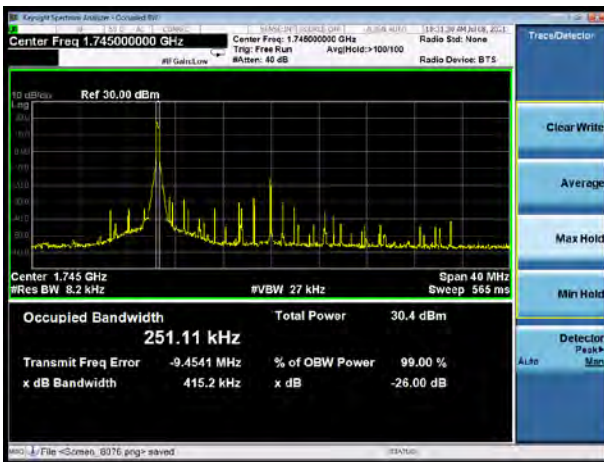 Keysight Spectrum Analyzer - Occupied BW
Center Freq 1.745000000 GHz
Center Freq: 1.745000000 GHz
Radio Std: None
Trig: Free Run
Avg|Hold:>100/100
#IFGain:Low
#Atten: 40 dB
Radio Device: BTS
Trace/Detector
10 dB/div
Ref 30.00 dBm
Log
Clear Write
Average
Max Hold
Min Hold
Center 1.745 GHz
Span 40 MHz
#Res BW 8.2 kHz
#VBW 27 kHz
Sweep 565 ms
Occupied Bandwidth
Total Power
30.4 dBm
251.11 kHz
Transmit Freq Error
-9.4541 MHz
% of OBW Power
99.00 %
x dB Bandwidth
415.2 kHz
x dB
-26.00 dB
Detector
Peak▶
Auto
Man
MSG
File <Screen_8076.png> saved
STATUS